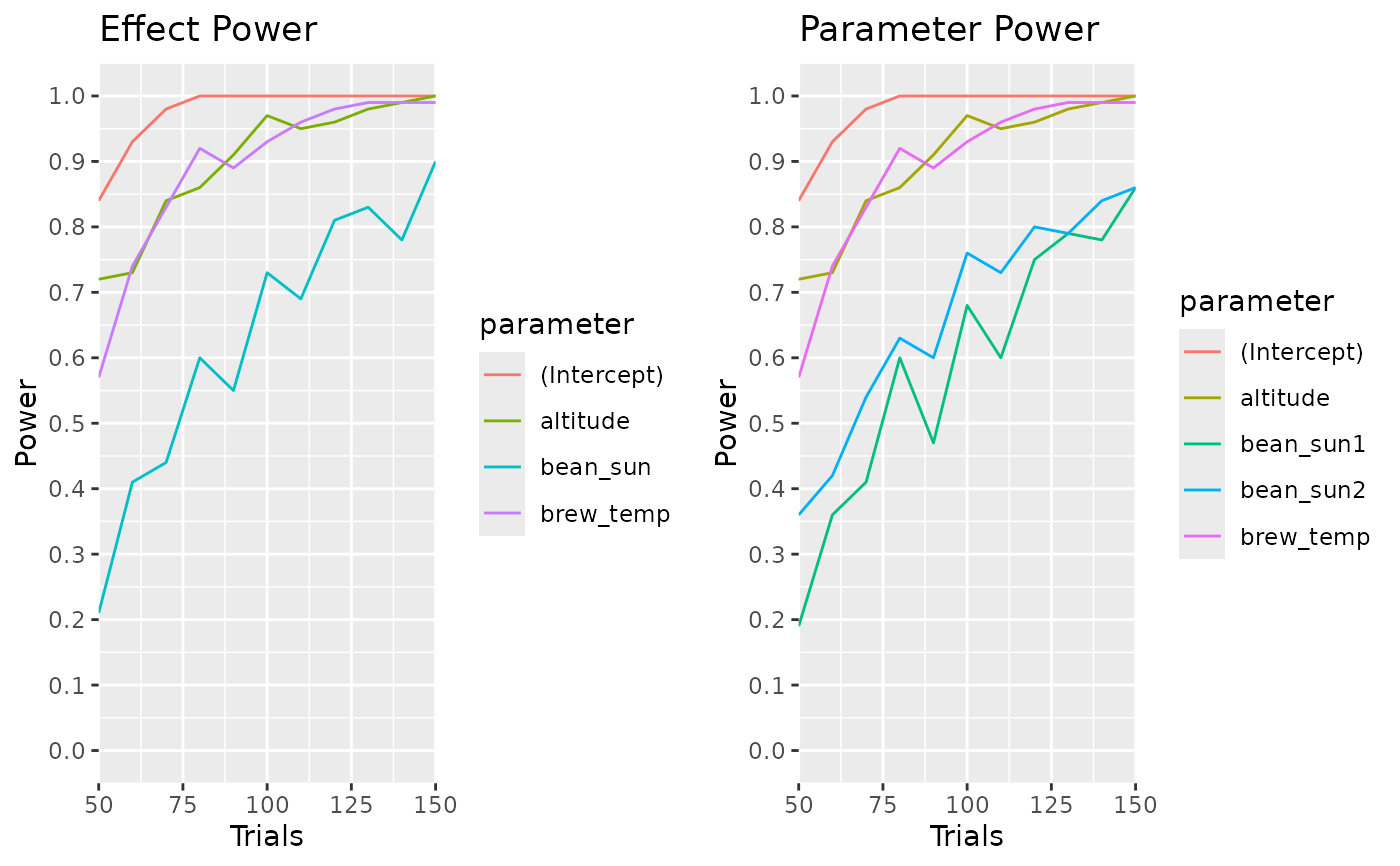 Effect Power
Power
1.0
0.9
0.8
0.7
0.6
0.5
0.4
0.3
0.2
0.1
0.0
50 75 100 125 150
Trials
parameter
(Intercept)
altitude
bean_sun
brew_temp
Parameter Power
Power
1.0
0.9
0.8
0.7
0.6
0.5
0.4
0.3
0.2
0.1
0.0
50 75 100 125 150
Trials
parameter
(Intercept)
altitude
bean_sun1
bean_sun2
brew_temp